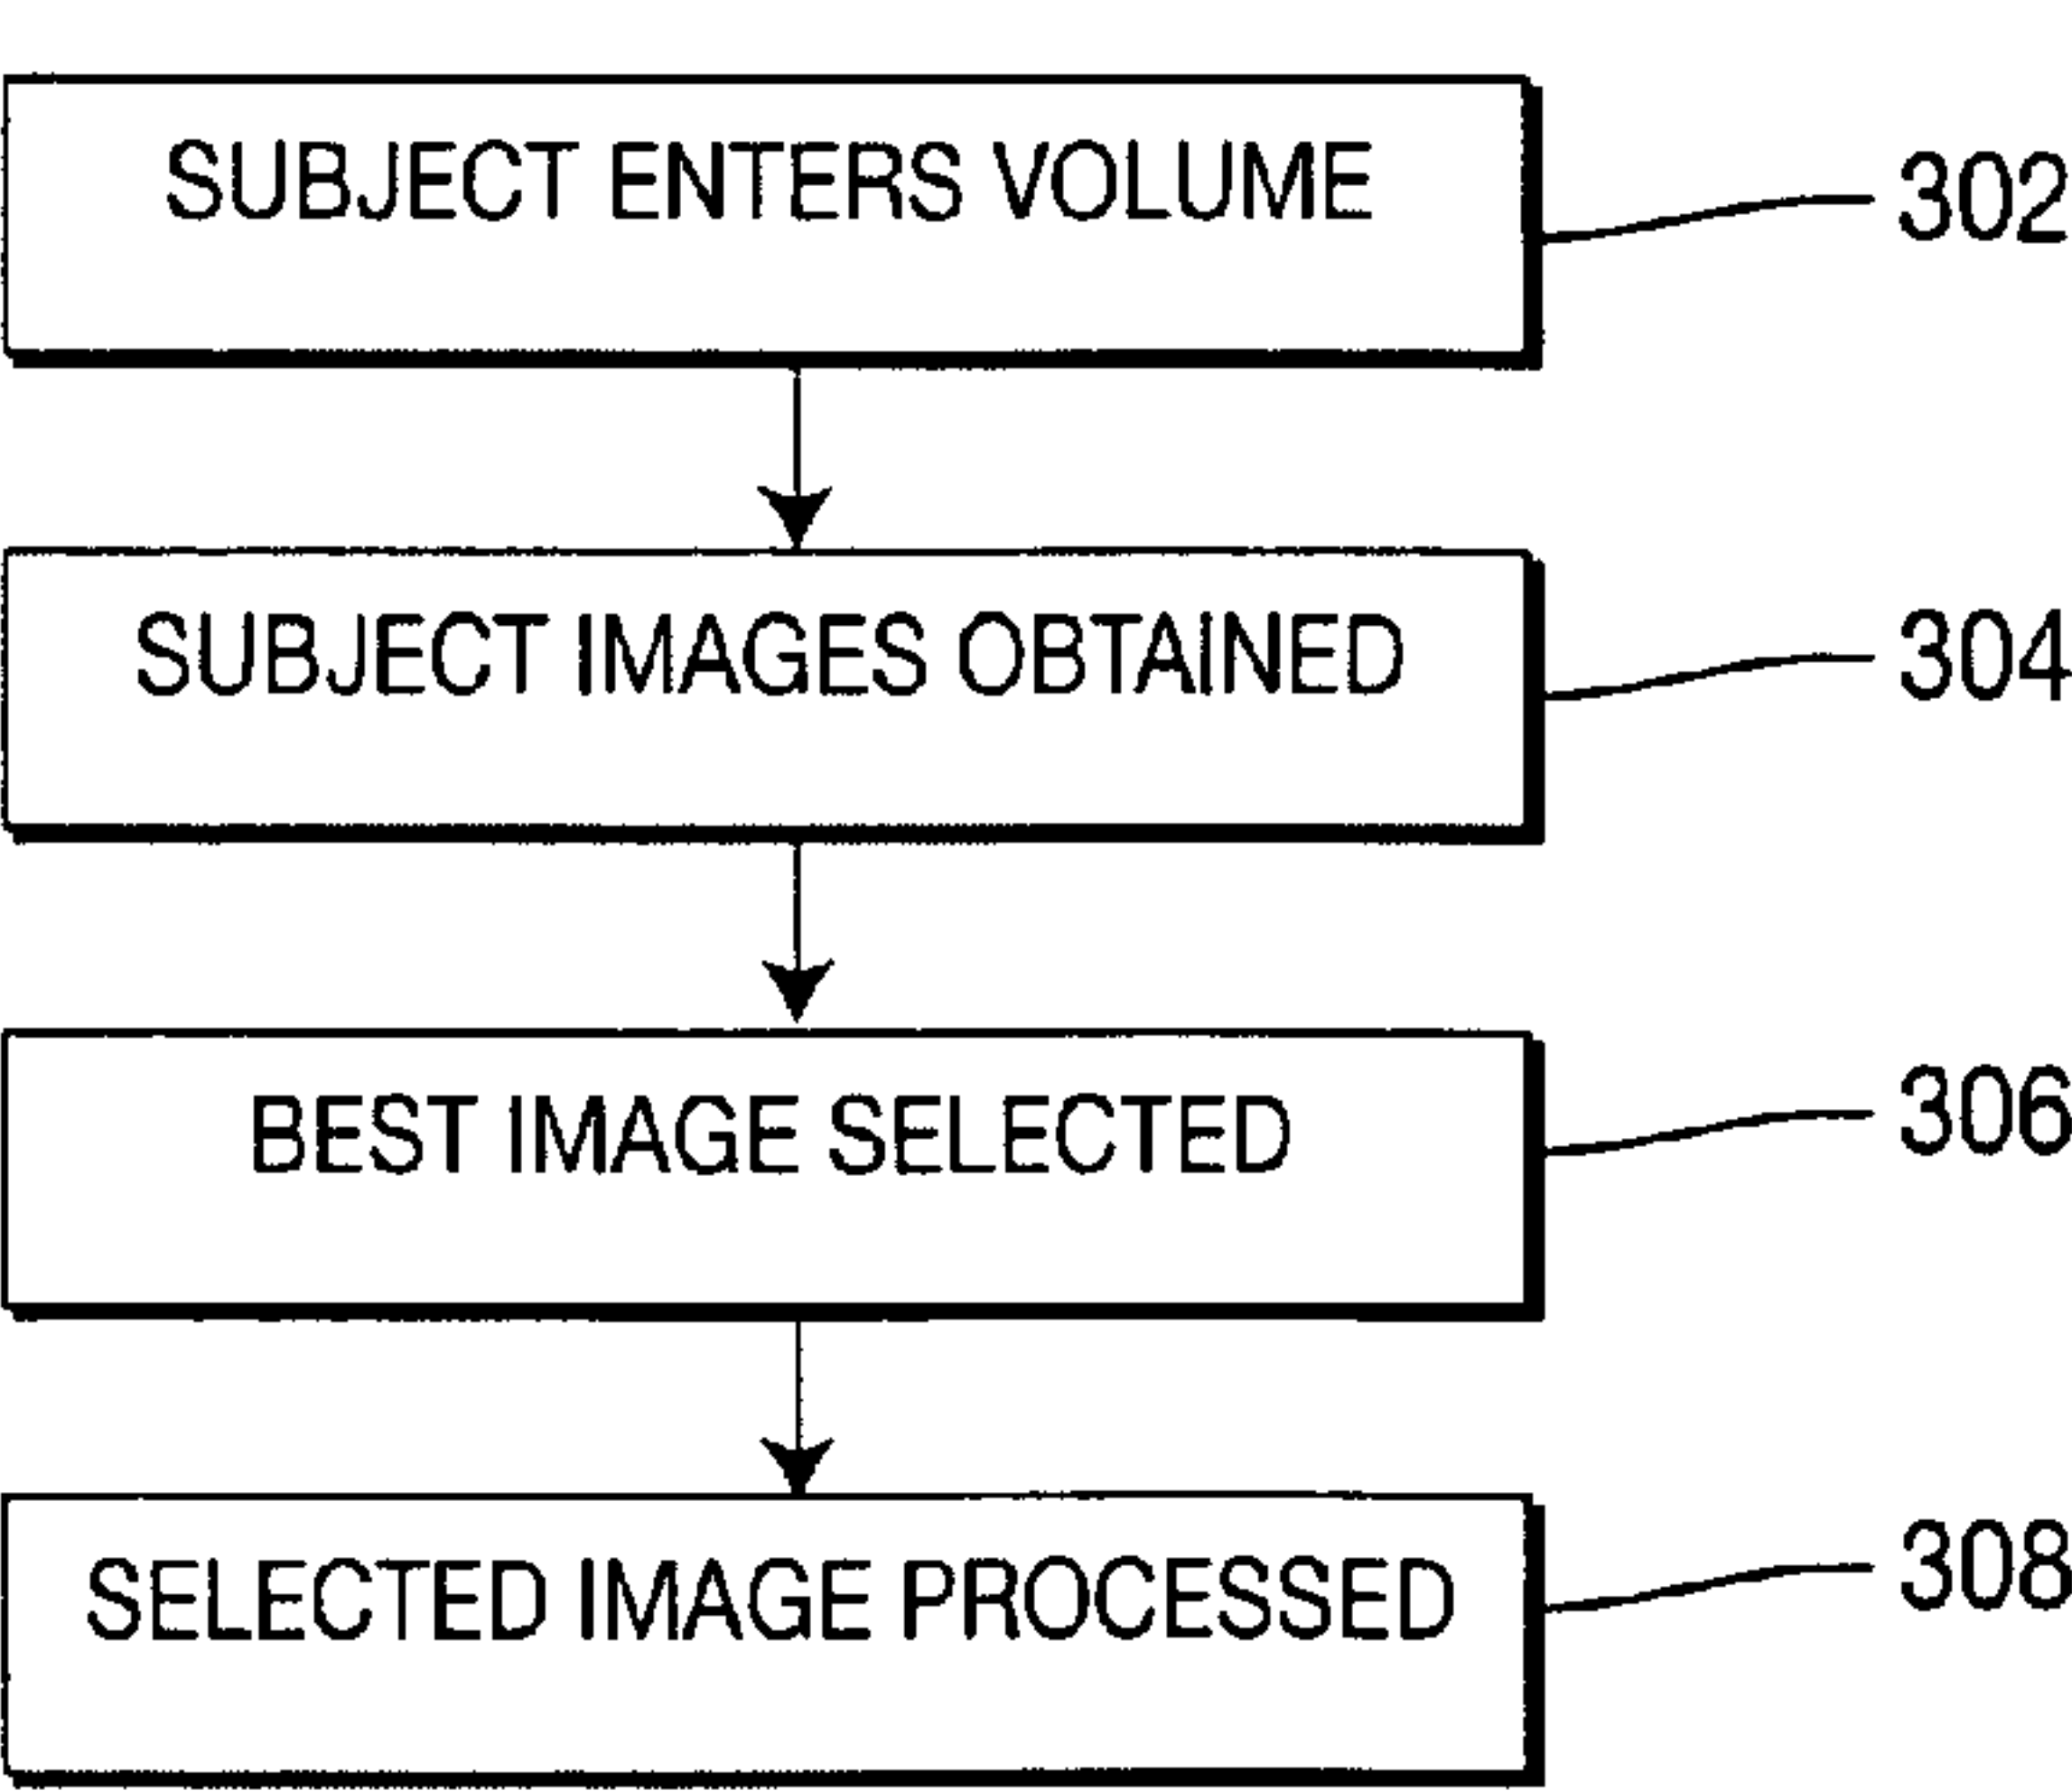 SUBJECT ENTERS VOLUME
302
SUBJECT IMAGES OBTAINED
304
BEST IMAGE SELECTED
306
SELECTED IMAGE PROCESSED
308